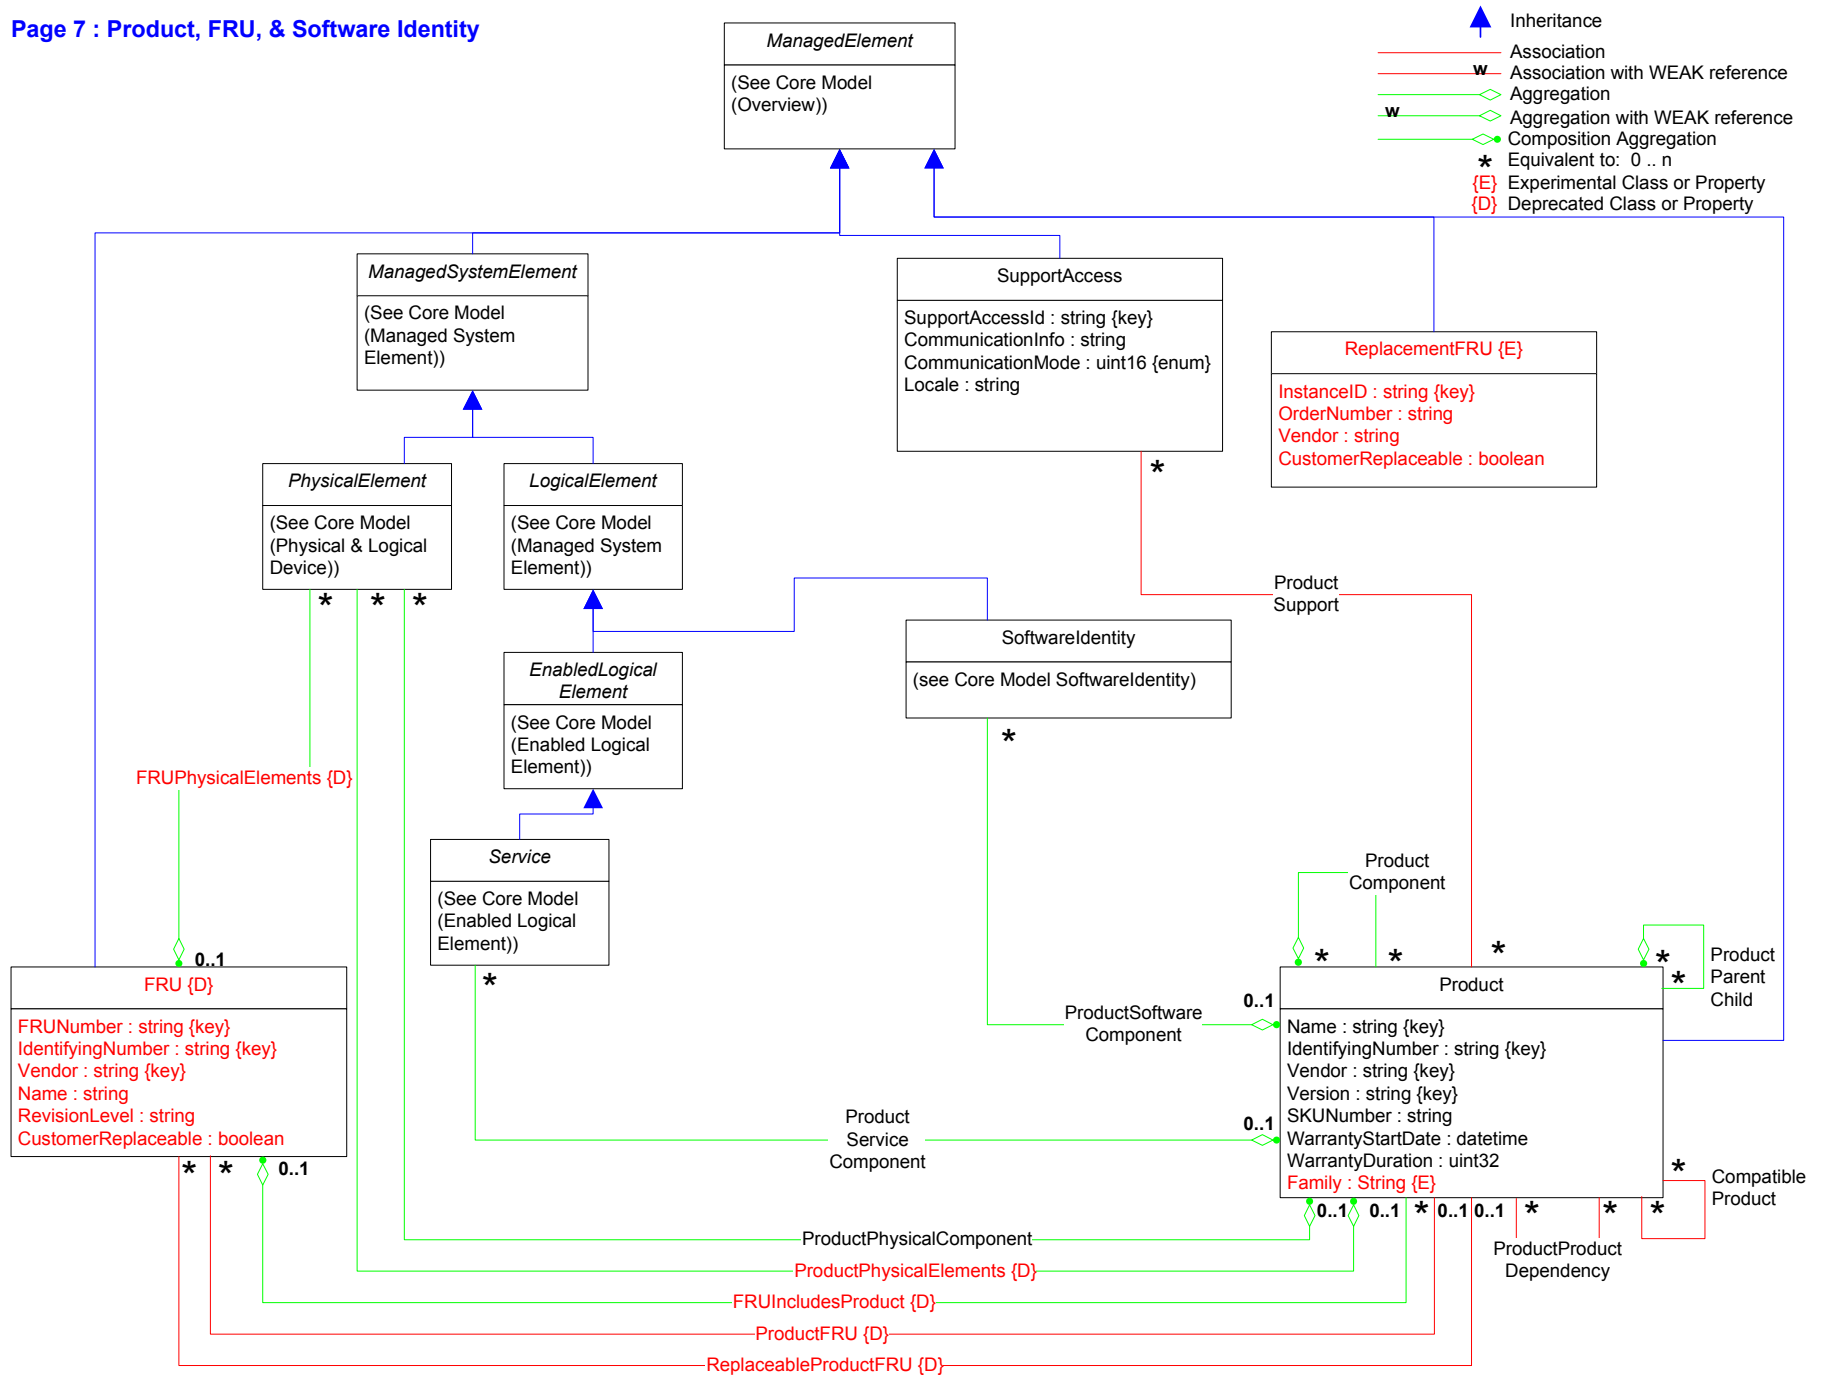 Page 7 : Product, FRU, & Software Identity
Inheritance
Association
w
Association with WEAK reference
Aggregation
w
Aggregation with WEAK reference
Composition Aggregation
* Equivalent to: 0 .. n
{E} Experimental Class or Property
{D} Deprecated Class or Property
ManagedElement
(See Core Model
(Overview))
ManagedSystemElement
(See Core Model
(Managed System
Element))
SupportAccess
SupportAccessId : string {key}
CommunicationInfo : string
CommunicationMode : uint16 {enum}
Locale : string
*
ReplacementFRU {E}
InstanceID : string {key}
OrderNumber : string
Vendor : string
CustomerReplaceable : boolean
PhysicalElement
(See Core Model
(Physical & Logical
Device))
* * *
LogicalElement
(See Core Model
(Managed System
Element))
Product
Support
EnabledLogical
Element
(See Core Model
(Enabled Logical
Element))
SoftwareIdentity
(see Core Model SoftwareIdentity)
*
FRUPhysicalElements {D}
0..1
Service
(See Core Model
(Enabled Logical
Element))
*
Product
Component
* * *
*
*
Product
Parent
Child
FRU {D}
FRUNumber : string {key}
IdentifyingNumber : string {key}
Vendor : string {key}
Name : string
RevisionLevel : string
CustomerReplaceable : boolean
* * 0..1
ProductSoftware
Component
0..1
Product
Service
Component
0..1
Product
Name : string {key}
IdentifyingNumber : string {key}
Vendor : string {key}
Version : string {key}
SKUNumber : string
WarrantyStartDate : datetime
WarrantyDuration : uint32
Family : String {E}
*
Compatible
Product
0..1 0..1 * 0..1 0..1 * * *
ProductProduct
Dependency
ProductPhysicalComponent
ProductPhysicalElements {D}
FRUIncludesProduct {D}
ProductFRU {D}
ReplaceableProductFRU {D}